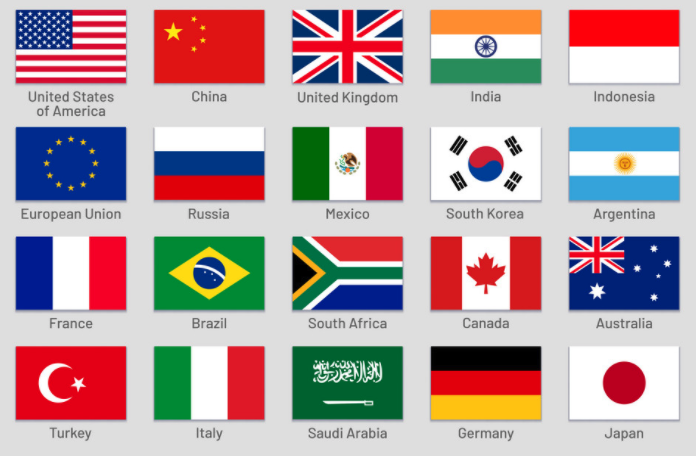 United States
of America
China
United Kingdom
India
Indonesia
European Union
Russia
Mexico
South Korea
Argentina
France
Brazil
South Africa
Canada
Australia
Turkey
Italy
Saudi Arabia
Germany
Japan